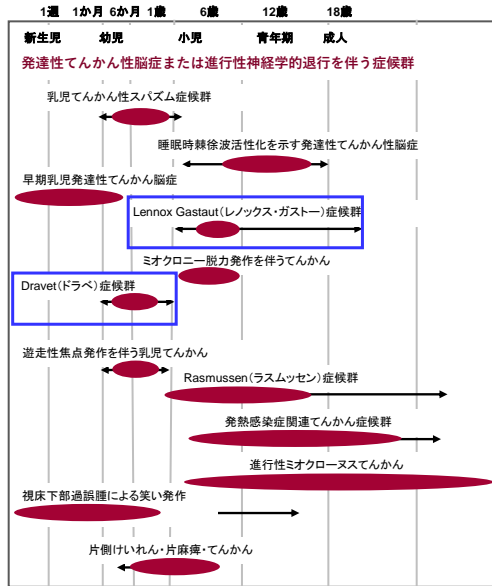 1週 1か月 6か月 1歳 6歳 12歳 18歳
新生児 幼児 小児 青年期 成人
発達性てんかん性脳症または進行性神経学的退行を伴う症候群
乳児てんかん性スパズム症候群
睡眠時棘徐波活性化を示す発達性てんかん性脳症
早期乳児発達性てんかん脳症
Lennox Gastaut(レノックス・ガストー)症候群
ミオクロニー脱力発作を伴うてんかん
Dravet(ドラベ)症候群
遊走性焦点発作を伴う乳児てんかん
Rasmussen(ラスムッセン)症候群
発熱感染症関連てんかん症候群
進行性ミオクローヌスてんかん
視床下部過誤腫による笑い発作
片側けいれん・片麻痺・てんかん